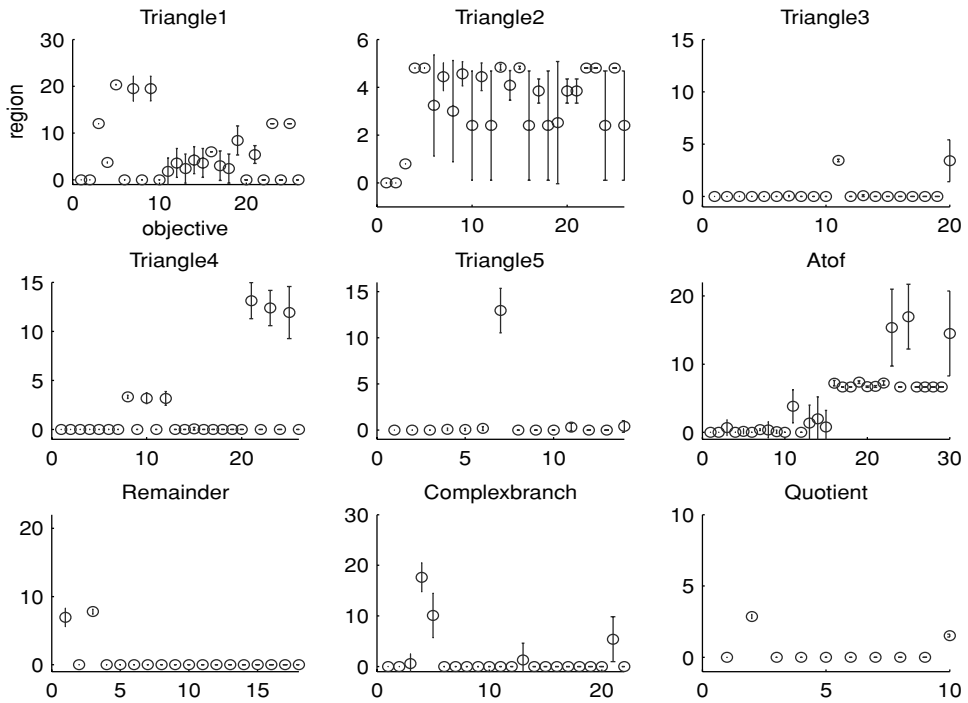 Triangle1
30
20
10
0
region
0 10 20
objective
Triangle2
6
4
2
0
0 10 20
Triangle3
15
10
5
0
0 10 20
Triangle4
15
10
5
0
0 10 20
Triangle5
15
10
5
0
0 5 10
Atof
20
10
0
0 10 20 30
Remainder
20
10
0
0 5 10 15
Complexbranch
30
20
10
0
0 10 20
Quotient
10
5
0
0 5 10